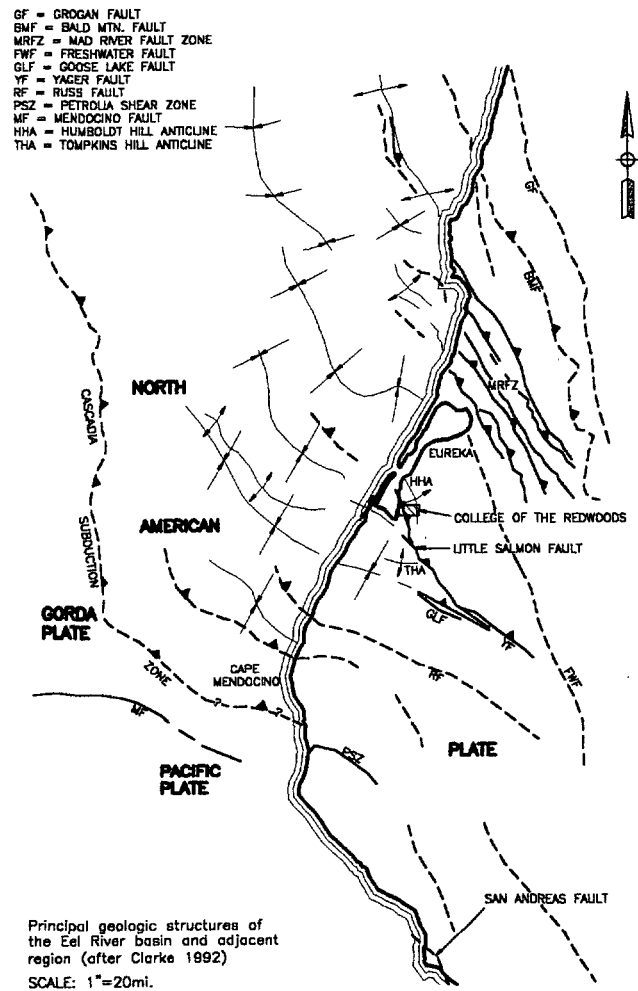 GF = GROGAN FAULT
BMF = BALD MTN. FAULT
MRFZ = MAD RIVER FAULT ZONE
FWF = FRESHWATER FAULT
GLF = GOOSE LAKE FAULT
YF = YAGER FAULT
RF = RUSS FAULT
PSZ = PETROLIA SHEAR ZONE
MF = MENDOCINO FAULT
HHA = HUMBOLDT HILL ANTICLINE
THA = TOMPKINS HILL ANTICLINE
GF
BMF
NORTH
MRFZ
CASCADIA
EUREKA
HHA
COLLEGE OF THE REDWOODS
AMERICAN
SUBDUCTION
LITTLE SALMON FAULT
THA
GORDA
PLATE
GLF
YF
ZONE
CAPE
MENDOCINO
RF
FWF
?
?
MF
PSZ
PLATE
PACIFIC
PLATE
SAN ANDREAS FAULT
Principal geologic structures of
the Eel River basin and adjacent
region (after Clarke 1992)
SCALE: 1"=20mi.